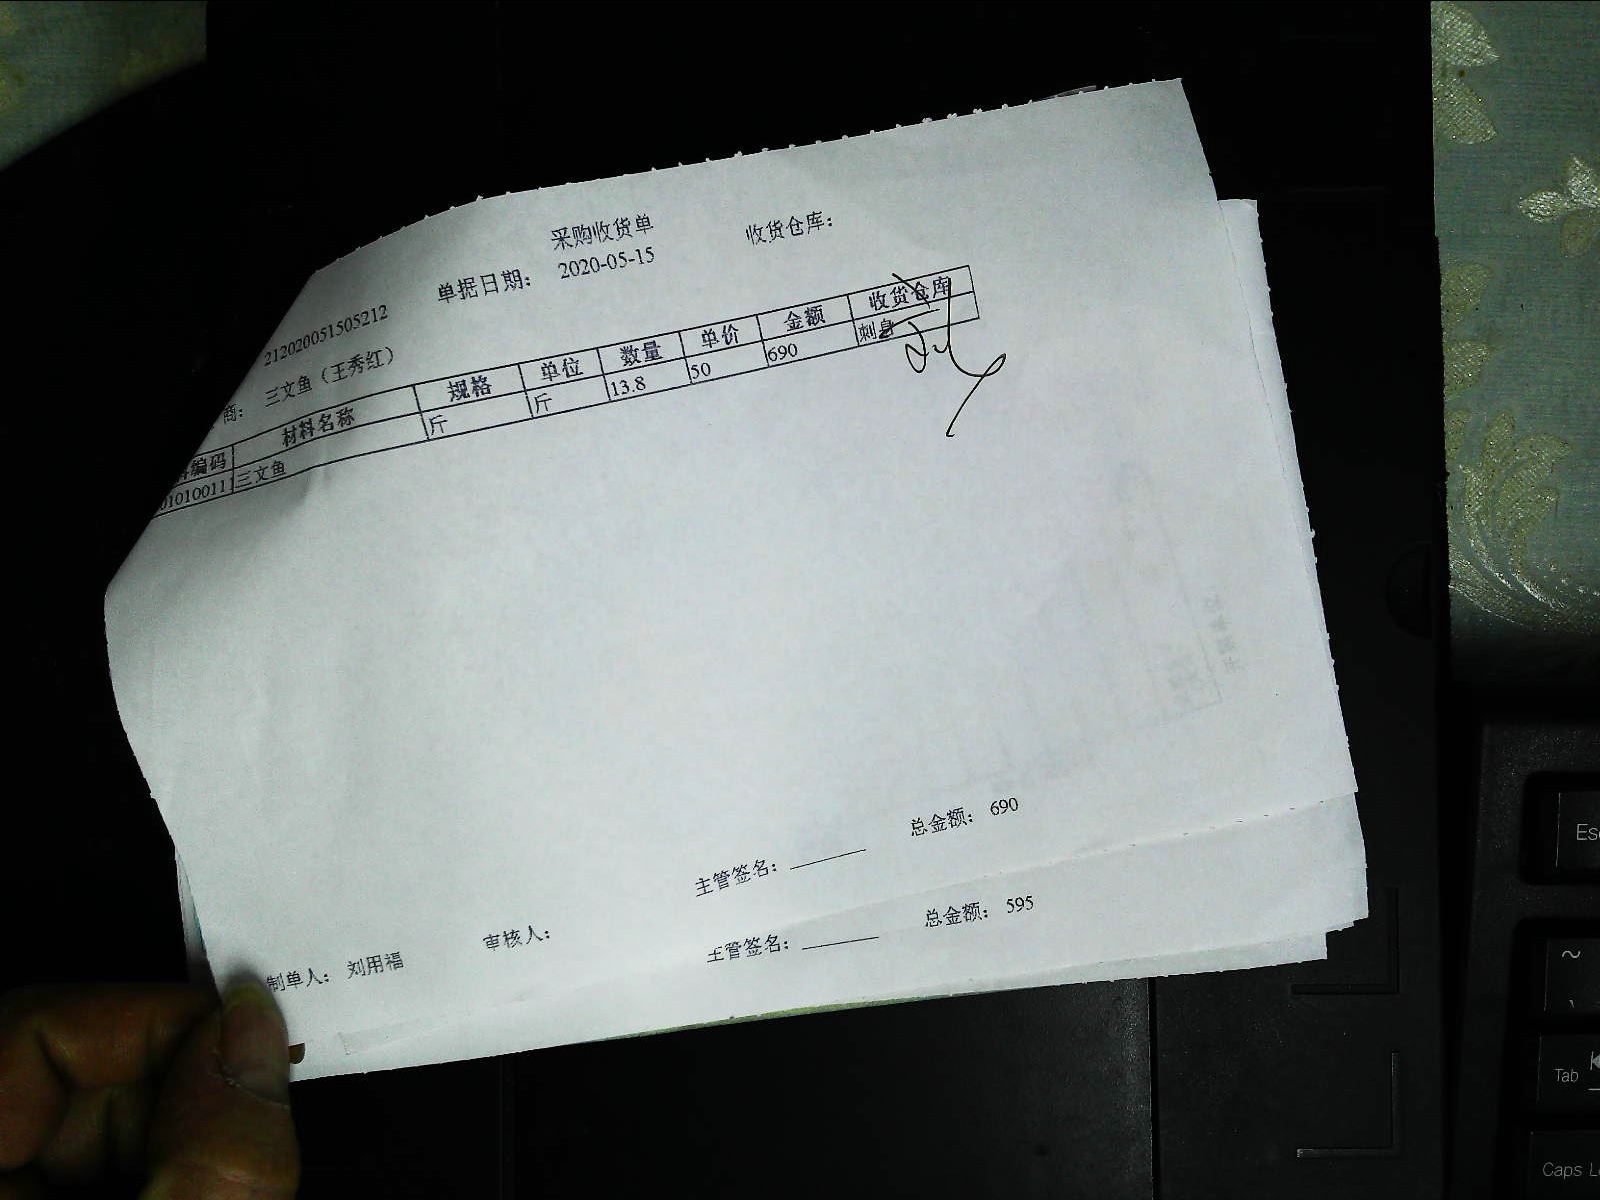 采购收货单
收货仓库：
单据日期： 2020-05-15
212020051505212
商： 三文鱼（王秀红）
编码 材料名称 规格 单位 数量 单价 金额 收货仓库
01010011 三文鱼 斤 斤 13.8 50 690 刺身
总金额： 690
主管签名：
审核人：
制单人： 刘用福
总金额： 595
主管签名：
Esc
~
Tab
Caps L